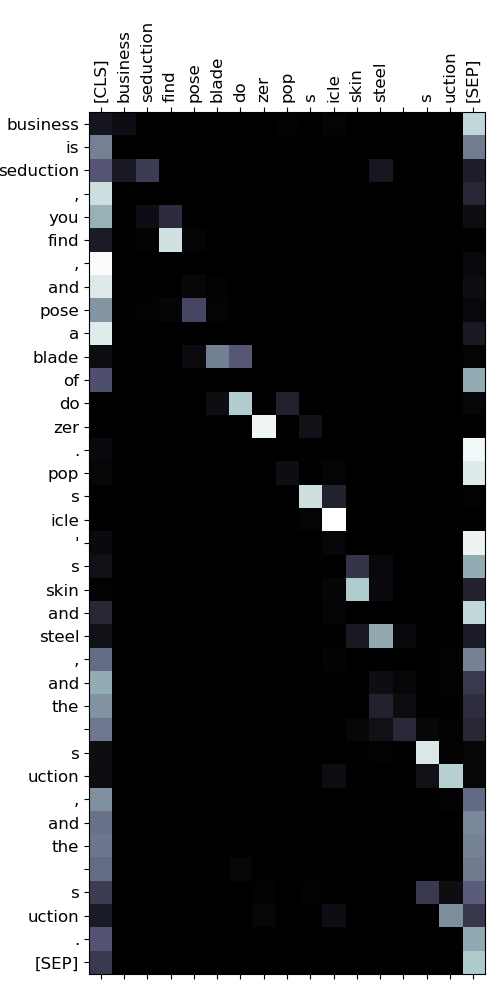 [CLS] business seduction find pose blade do zer pop s icle skin steel s uction [SEP]
business
is
seduction
,
you
find
,
and
pose
a
blade
of
do
zer
.
pop
s
icle
'
s
skin
and
steel
,
and
the
s
uction
,
and
the
s
uction
.
[SEP]